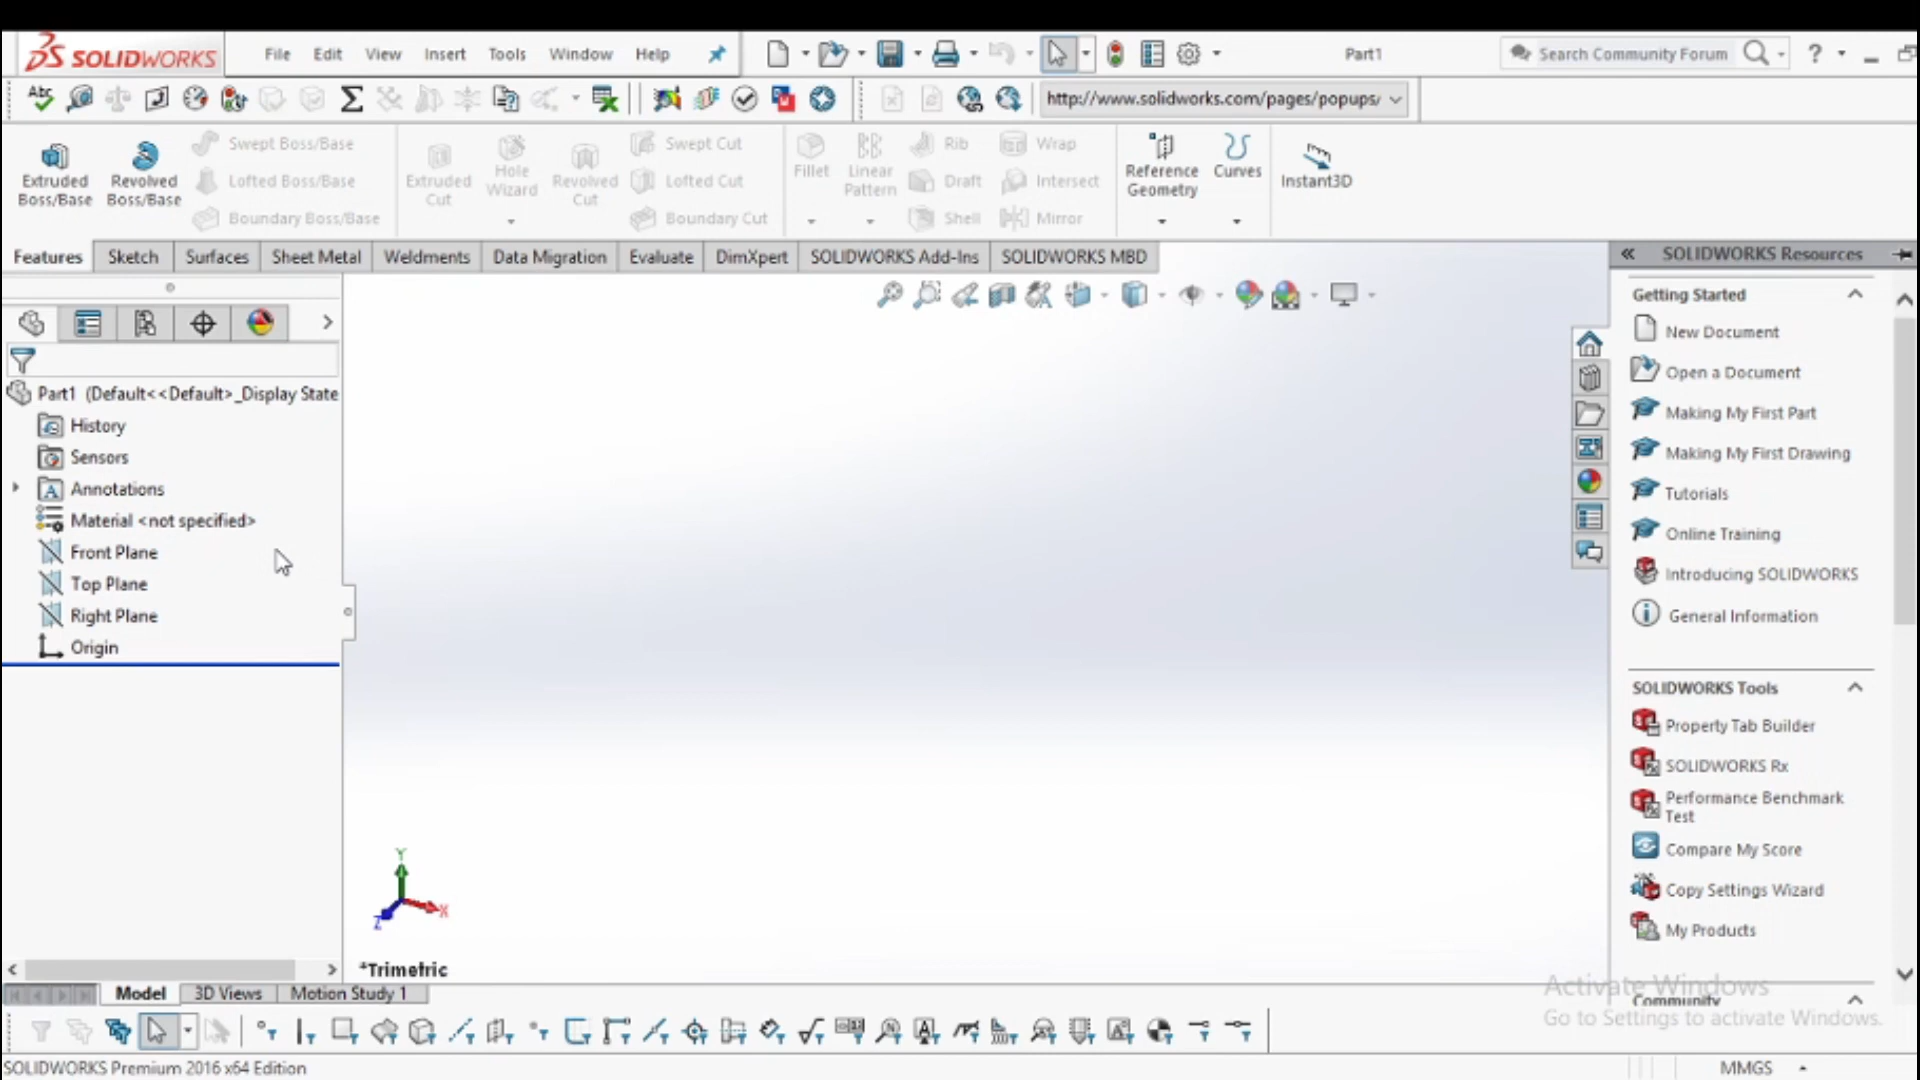 SOLIDWORKS File Edit View Insert Tools Window Help Part1 Search Community Forum ?
Abc http://www.solidworks.com/pages/popups/
Extruded Boss/Base
Revolved Boss/Base
Swept Boss/Base
Lofted Boss/Base
Boundary Boss/Base
Extruded Cut
Hole Wizard
Revolved Cut
Swept Cut
Lofted Cut
Boundary Cut
Fillet
Linear Pattern
Rib
Draft
Shell
Wrap
Intersect
Mirror
Reference Geometry
Curves
Instant3D
Features Sketch Surfaces Sheet Metal Weldments Data Migration Evaluate DimXpert SOLIDWORKS Add-Ins SOLIDWORKS MBD
Part1 (Default<<Default>_Display State
History
Sensors
Annotations
Material <not specified>
Front Plane
Top Plane
Right Plane
Origin
Y
X
Z
*Trimetric
SOLIDWORKS Resources
Getting Started
New Document
Open a Document
Making My First Part
Making My First Drawing
Tutorials
Online Training
Introducing SOLIDWORKS
General Information
SOLIDWORKS Tools
Property Tab Builder
SOLIDWORKS Rx
Performance Benchmark
Test
Compare My Score
Copy Settings Wizard
My Products
Community
Activate Windows
Go to Settings to activate Windows.
Model 3D Views Motion Study 1
SOLIDWORKS Premium 2016 x64 Edition MMGS